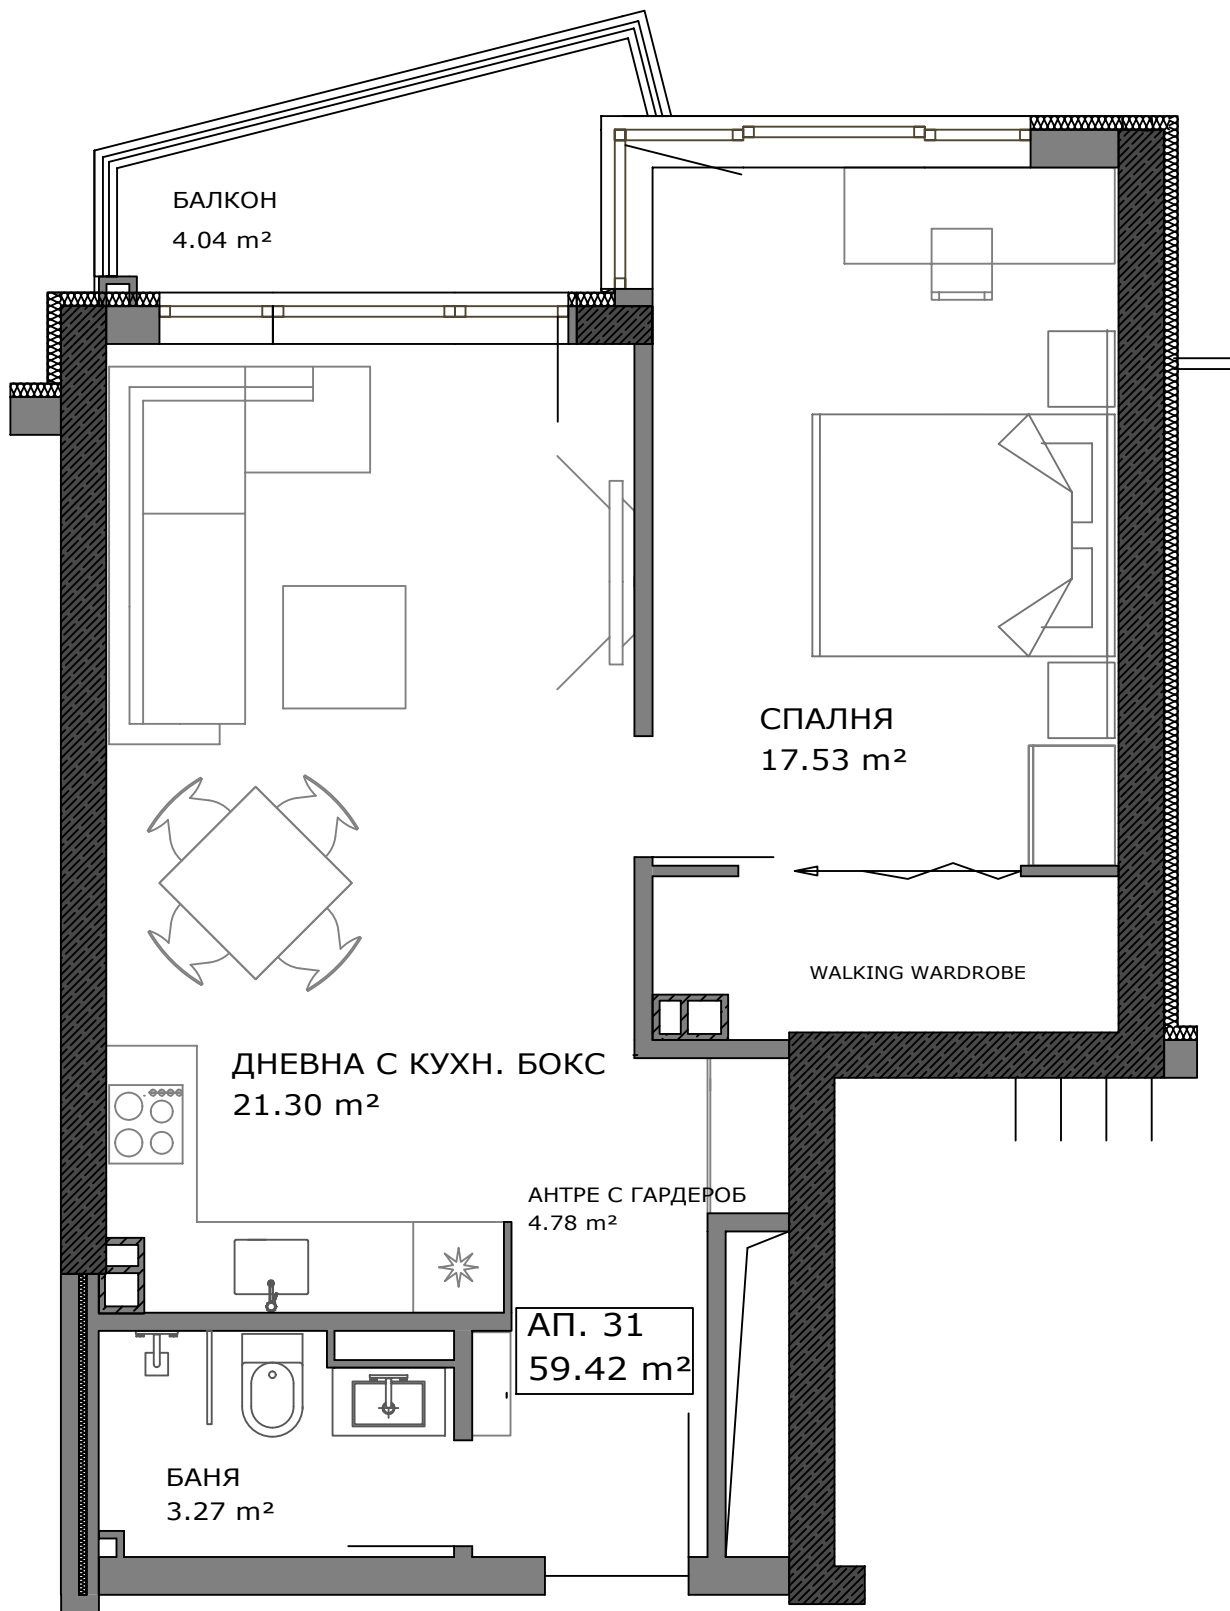 БАЛКОН
4.04 m²
СПАЛНЯ
17.53 m²
WALKING WARDROBE
ДНЕВНА С КУХН. БОКС
21.30 m²
АНТРЕ С ГАРДЕРОБ
4.78 m²
АП. 31
59.42 m²
БАНЯ
3.27 m²